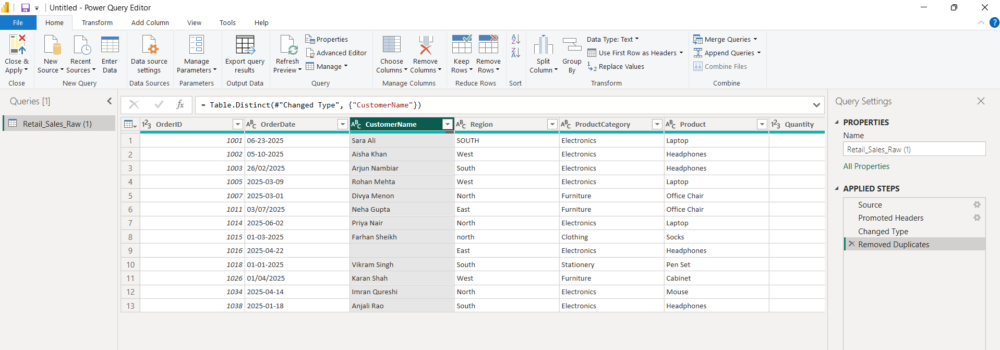 Untitled - Power Query Editor
File Home Transform Add Column View Tools Help ?
Close & Apply
New Source
Recent Sources
Enter Data
Data source settings
Manage Parameters
Export query results
Refresh Preview
Properties
Advanced Editor
Manage
Choose Columns
Remove Columns
Keep Rows
Remove Rows
A Z
Z A
Split Column
Group By
Data Type: Text
Use First Row as Headers
1 2 Replace Values
Merge Queries
Append Queries
Combine Files
Close New Query Data Sources Parameters Output Data Query Manage Columns Reduce Rows Sort Transform Combine
Queries [1]
Retail_Sales_Raw (1)
fx = Table.Distinct(#"Changed Type", {"CustomerName"})
123 OrderID ABC OrderDate ABC CustomerName ABC Region ABC ProductCategory ABC Product 123 Quantity
1 1001 06-23-2025 Sara Ali SOUTH Electronics Laptop
2 1002 05-10-2025 Aisha Khan West Electronics Headphones
3 1003 26/02/2025 Arjun Nambiar South Electronics Headphones
4 1005 2025-03-09 Rohan Mehta West Electronics Laptop
5 1007 2025-03-01 Divya Menon North Furniture Office Chair
6 1011 03/07/2025 Neha Gupta East Furniture Office Chair
7 1014 2025-06-02 Priya Nair North Electronics Laptop
8 1015 01-03-2025 Farhan Sheikh north Clothing Socks
9 1016 2025-04-22 East Electronics Headphones
10 1018 01-01-2025 Vikram Singh South Stationery Pen Set
11 1026 01/04/2025 Karan Shah West Furniture Cabinet
12 1034 2025-04-14 Imran Qureshi North Electronics Mouse
13 1038 2025-01-18 Anjali Rao South Electronics Headphones
Query Settings
PROPERTIES
Name
Retail_Sales_Raw (1)
All Properties
APPLIED STEPS
Source
Promoted Headers
Changed Type
Removed Duplicates